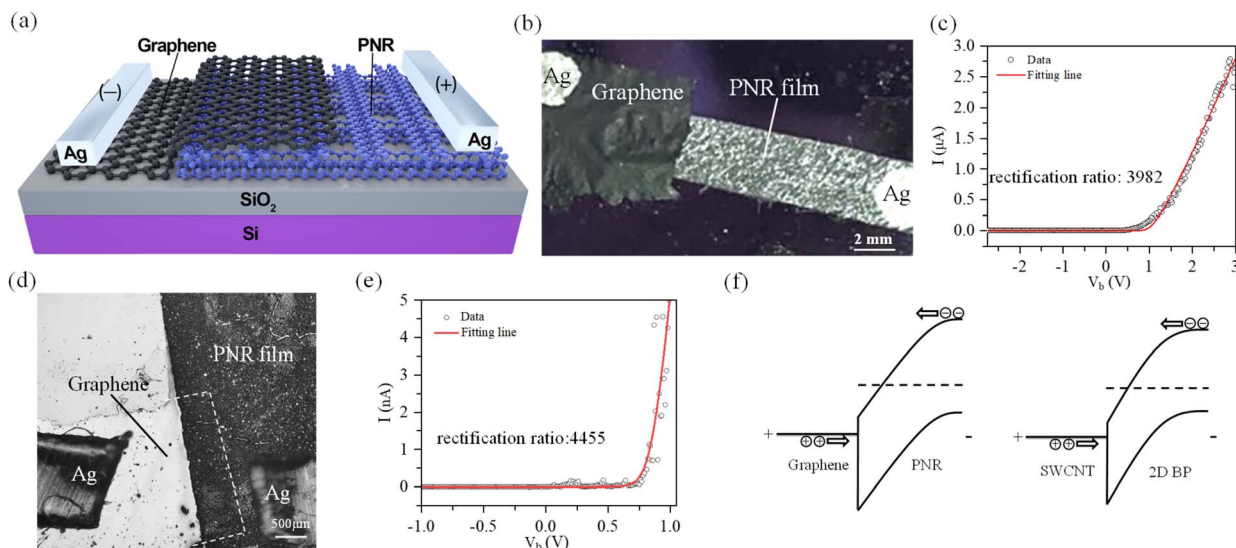 (a)
Graphene
PNR
(−)
(+)
Ag
Ag
SiO₂
Si
(b)
Ag
Graphene
PNR film
Ag
2 mm
(c)
3.0
2.5
2.0
1.5
1.0
0.5
0.0
I (μA)
Data
Fitting line
rectification ratio: 3982
-2 -1 0 1 2 3
V_b (V)
(d)
PNR film
Graphene
Ag
Ag
500μm
(e)
5
4
3
2
1
0
I (nA)
Data
Fitting line
rectification ratio:4455
-1.0 -0.5 0.0 0.5 1.0
V_b (V)
(f)
+
Graphene
PNR
-
+
SWCNT
2D BP
-